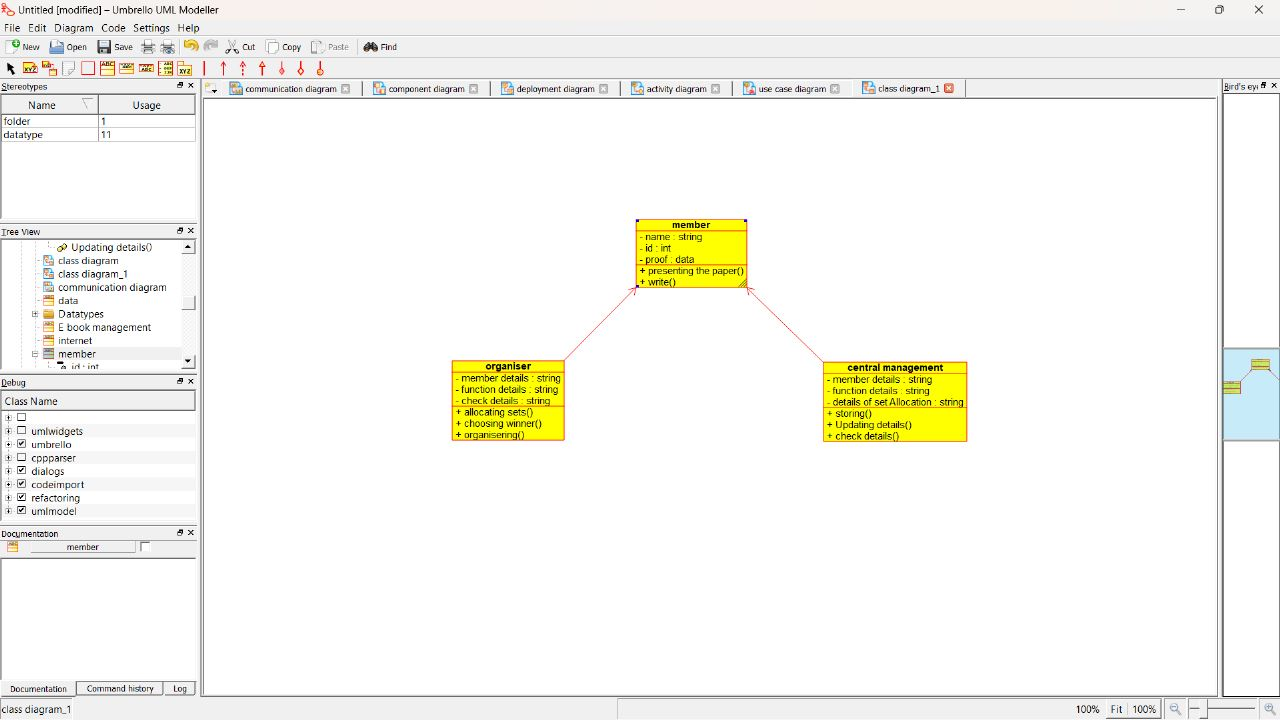 Untitled [modified] – Umbrello UML Modeller
File Edit Diagram Code Settings Help
New Open Save Cut Copy Paste Find
Stereotypes
Name Usage
folder 1
datatype 11
Tree View
Updating details()
class diagram
class diagram_1
communication diagram
data
Datatypes
E book management
internet
member
id : int
Debug
Class Name
umlwidgets
umbrello
cppparser
dialogs
codeimport
refactoring
umlmodel
Documentation
member
Documentation Command history Log
class diagram_1
communication diagram component diagram deployment diagram activity diagram use case diagram class diagram_1
member
- name : string
- id : int
- proof : data
+ presenting the paper()
+ write()
organiser
- member details : string
- function details : string
- check details : string
+ allocating sets()
+ choosing winner()
+ organisering()
central management
- member details : string
- function details : string
- details of set Allocation : string
+ storing()
+ Updating details()
+ check details()
Bird's ey
100% Fit 100%